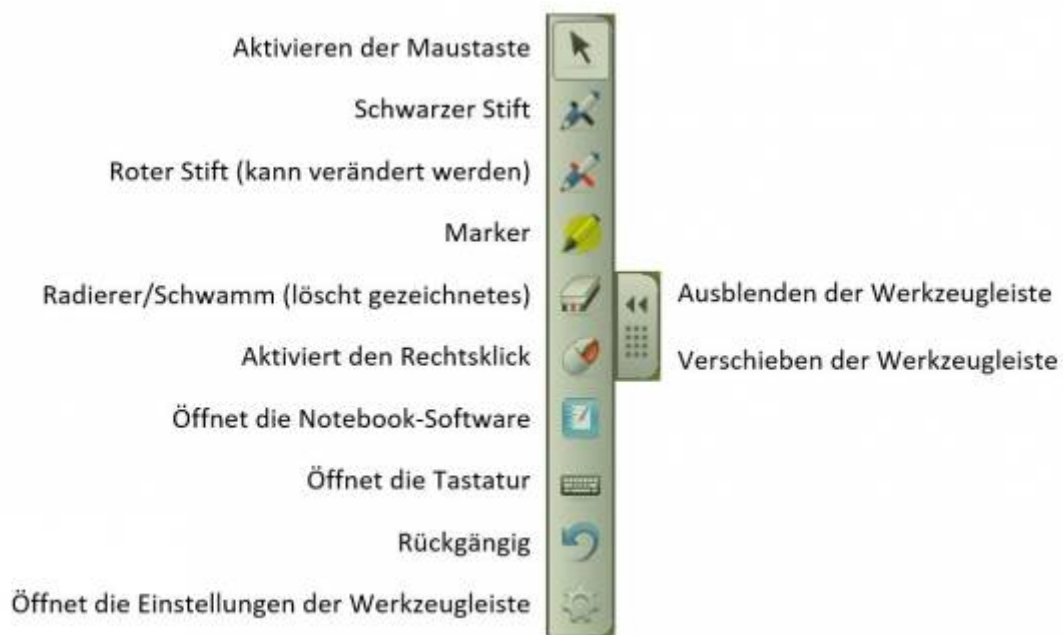 Aktivieren der Maustaste
Schwarzer Stift
Roter Stift (kann verändert werden)
Marker
Radierer/Schwamm (löscht gezeichnetes)
Ausblenden der Werkzeugleiste
Aktiviert den Rechtsklick
Verschieben der Werkzeugleiste
Öffnet die Notebook-Software
Öffnet die Tastatur
Rückgängig
Öffnet die Einstellungen der Werkzeugleiste